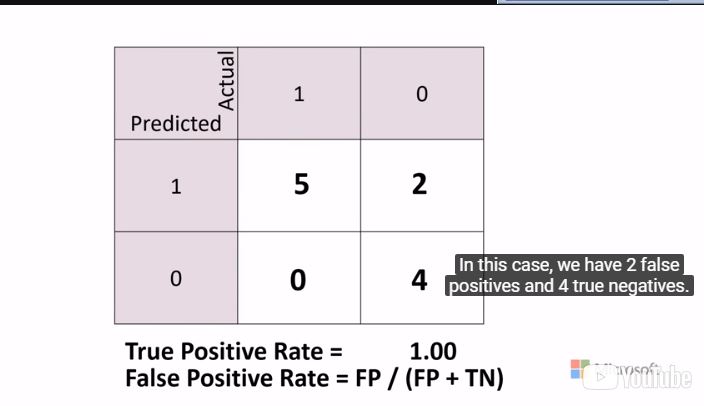 Actual
Predicted
1
0
1
5
2
0
0
4
In this case, we have 2 false
positives and 4 true negatives.
True Positive Rate = 1.00
False Positive Rate = FP / (FP + TN)
Microsoft
YouTube